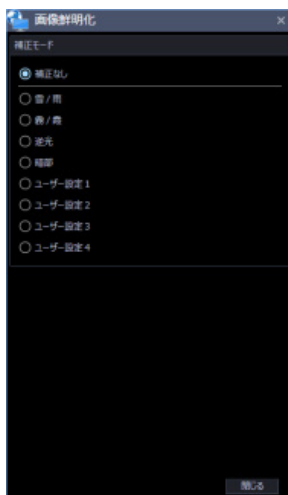 画像鮮明化
補正モード
補正なし
雪 / 雨
霧 / 靄
逆光
暗部
ユーザー設定 1
ユーザー設定 2
ユーザー設定 3
ユーザー設定 4
閉じる